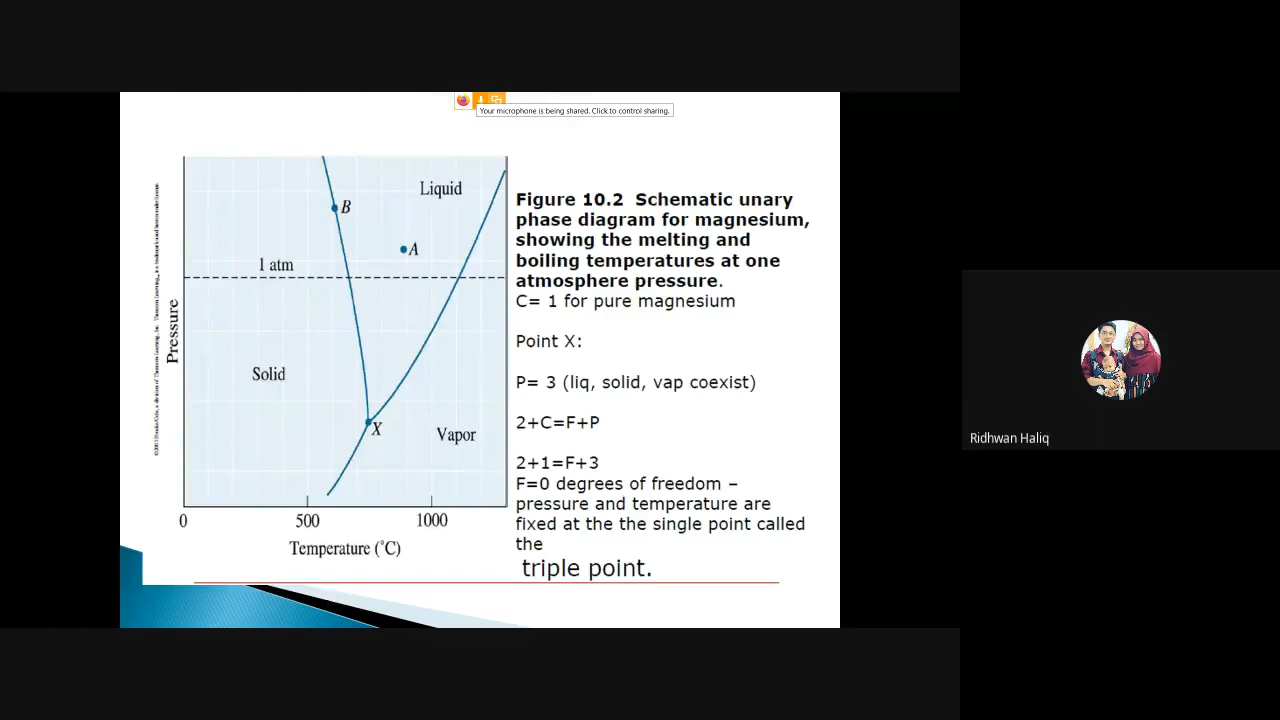 Your microphone is being shared. Click to control sharing.
Liquid
B
A
1 atm
Pressure
Solid
X
Vapor
0
500
1000
Temperature (°C)
Figure 10.2 Schematic unary
phase diagram for magnesium,
showing the melting and
boiling temperatures at one
atmosphere pressure.
C= 1 for pure magnesium
Point X:
P= 3 (liq, solid, vap coexist)
2+C=F+P
2+1=F+3
F=0 degrees of freedom –
pressure and temperature are
fixed at the the single point called
the
triple point.
Ridhwan Haliq